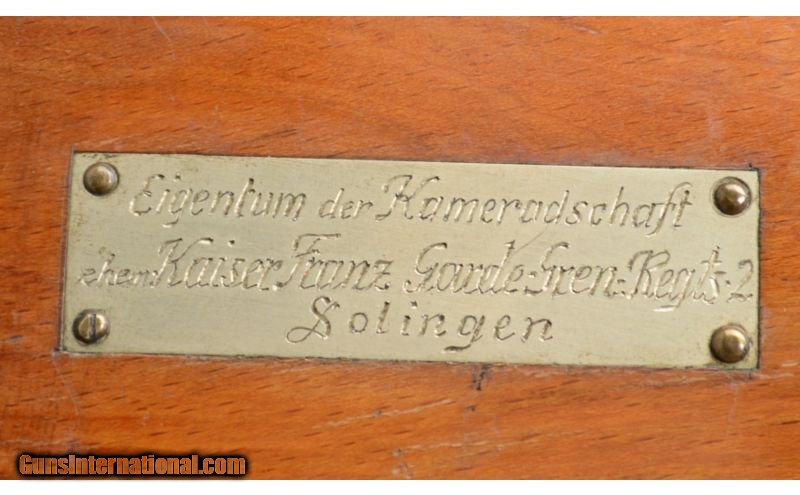 Eigentum der Kameradschaft
ehem. Kaiser Franz Garde-Gren.-Regts. 2
Solingen
GunsInternational.com